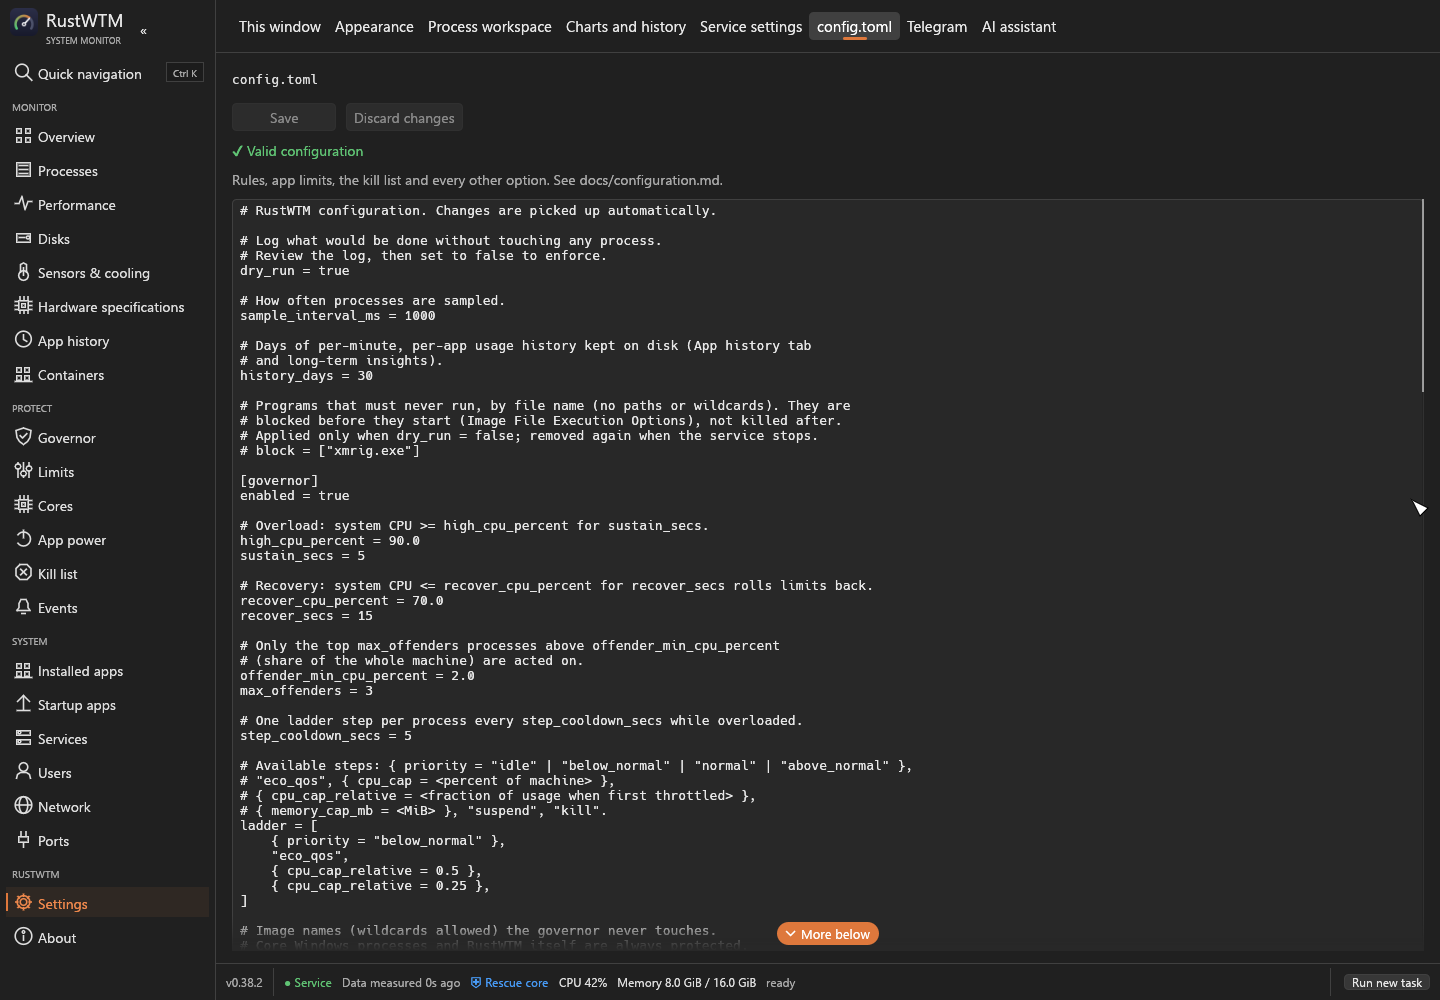 RustWTM
SYSTEM MONITOR
«
Quick navigation
Ctrl K
MONITOR
Overview
Processes
Performance
Disks
Sensors & cooling
Hardware specifications
App history
Containers
PROTECT
Governor
Limits
Cores
App power
Kill list
Events
SYSTEM
Installed apps
Startup apps
Services
Users
Network
Ports
RUSTWTM
Settings
About
This window
Appearance
Process workspace
Charts and history
Service settings
config.toml
Telegram
AI assistant
config.toml
Save
Discard changes
✓ Valid configuration
Rules, app limits, the kill list and every other option. See docs/configuration.md.
# RustWTM configuration. Changes are picked up automatically.
# Log what would be done without touching any process.
# Review the log, then set to false to enforce.
dry_run = true
# How often processes are sampled.
sample_interval_ms = 1000
# Days of per-minute, per-app usage history kept on disk (App history tab
# and long-term insights).
history_days = 30
# Programs that must never run, by file name (no paths or wildcards). They are
# blocked before they start (Image File Execution Options), not killed after.
# Applied only when dry_run = false; removed again when the service stops.
# block = ["xmrig.exe"]
[governor]
enabled = true
# Overload: system CPU >= high_cpu_percent for sustain_secs.
high_cpu_percent = 90.0
sustain_secs = 5
# Recovery: system CPU <= recover_cpu_percent for recover_secs rolls limits back.
recover_cpu_percent = 70.0
recover_secs = 15
# Only the top max_offenders processes above offender_min_cpu_percent
# (share of the whole machine) are acted on.
offender_min_cpu_percent = 2.0
max_offenders = 3
# One ladder step per process every step_cooldown_secs while overloaded.
step_cooldown_secs = 5
# Available steps: { priority = "idle" | "below_normal" | "normal" | "above_normal" },
# "eco_qos", { cpu_cap = <percent of machine> },
# { cpu_cap_relative = <fraction of usage when first throttled> },
# { memory_cap_mb = <MiB> }, "suspend", "kill".
ladder = [
{ priority = "below_normal" },
"eco_qos",
{ cpu_cap_relative = 0.5 },
{ cpu_cap_relative = 0.25 },
]
# Image names (wildcards allowed) the governor never touches.
# Core Windows processes and RustWTM itself are always protected.
More below
v0.38.2
Service
Data measured 0s ago
Rescue core
CPU 42%
Memory 8.0 GiB / 16.0 GiB
ready
Run new task